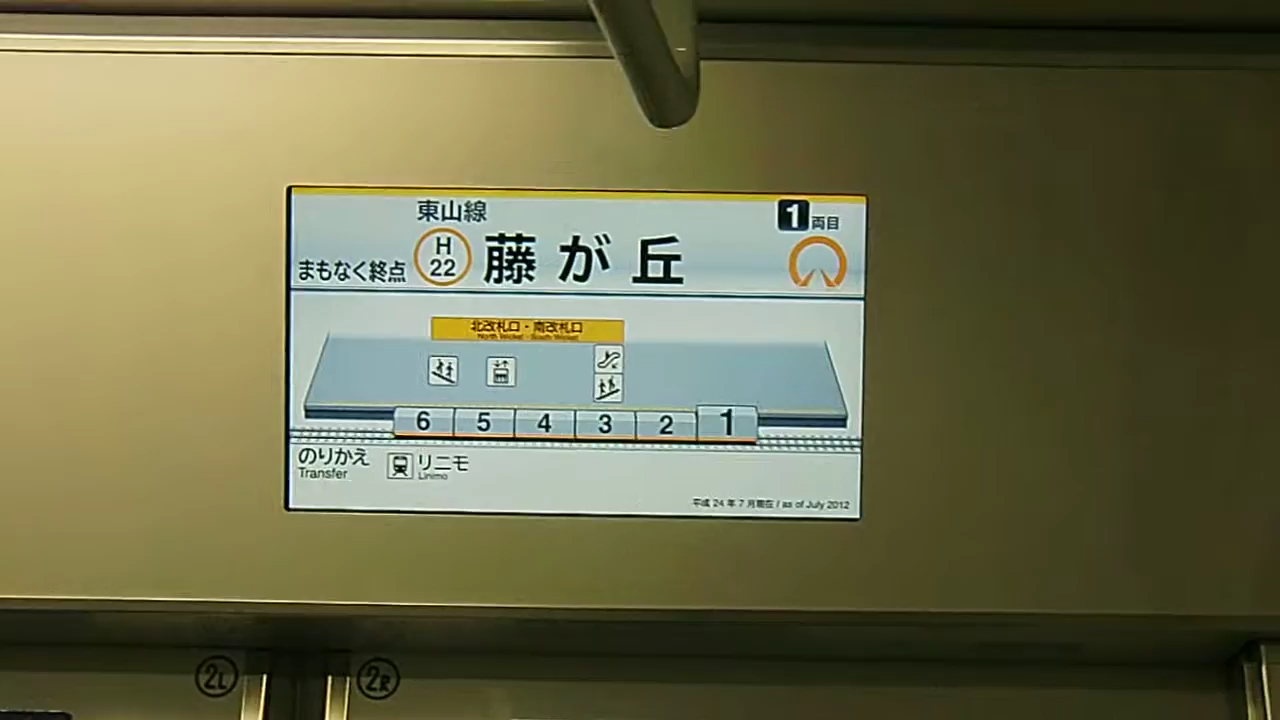 東山線
1 両目
まもなく終点
H
22
藤が丘
北改札口・南改札口
North Wicket · South Wicket
6 5 4 3 2 1
のりかえ
Transfer
リニモ
Linimo
平成 24 年 7 月現在 / as of July 2012
2L 2R